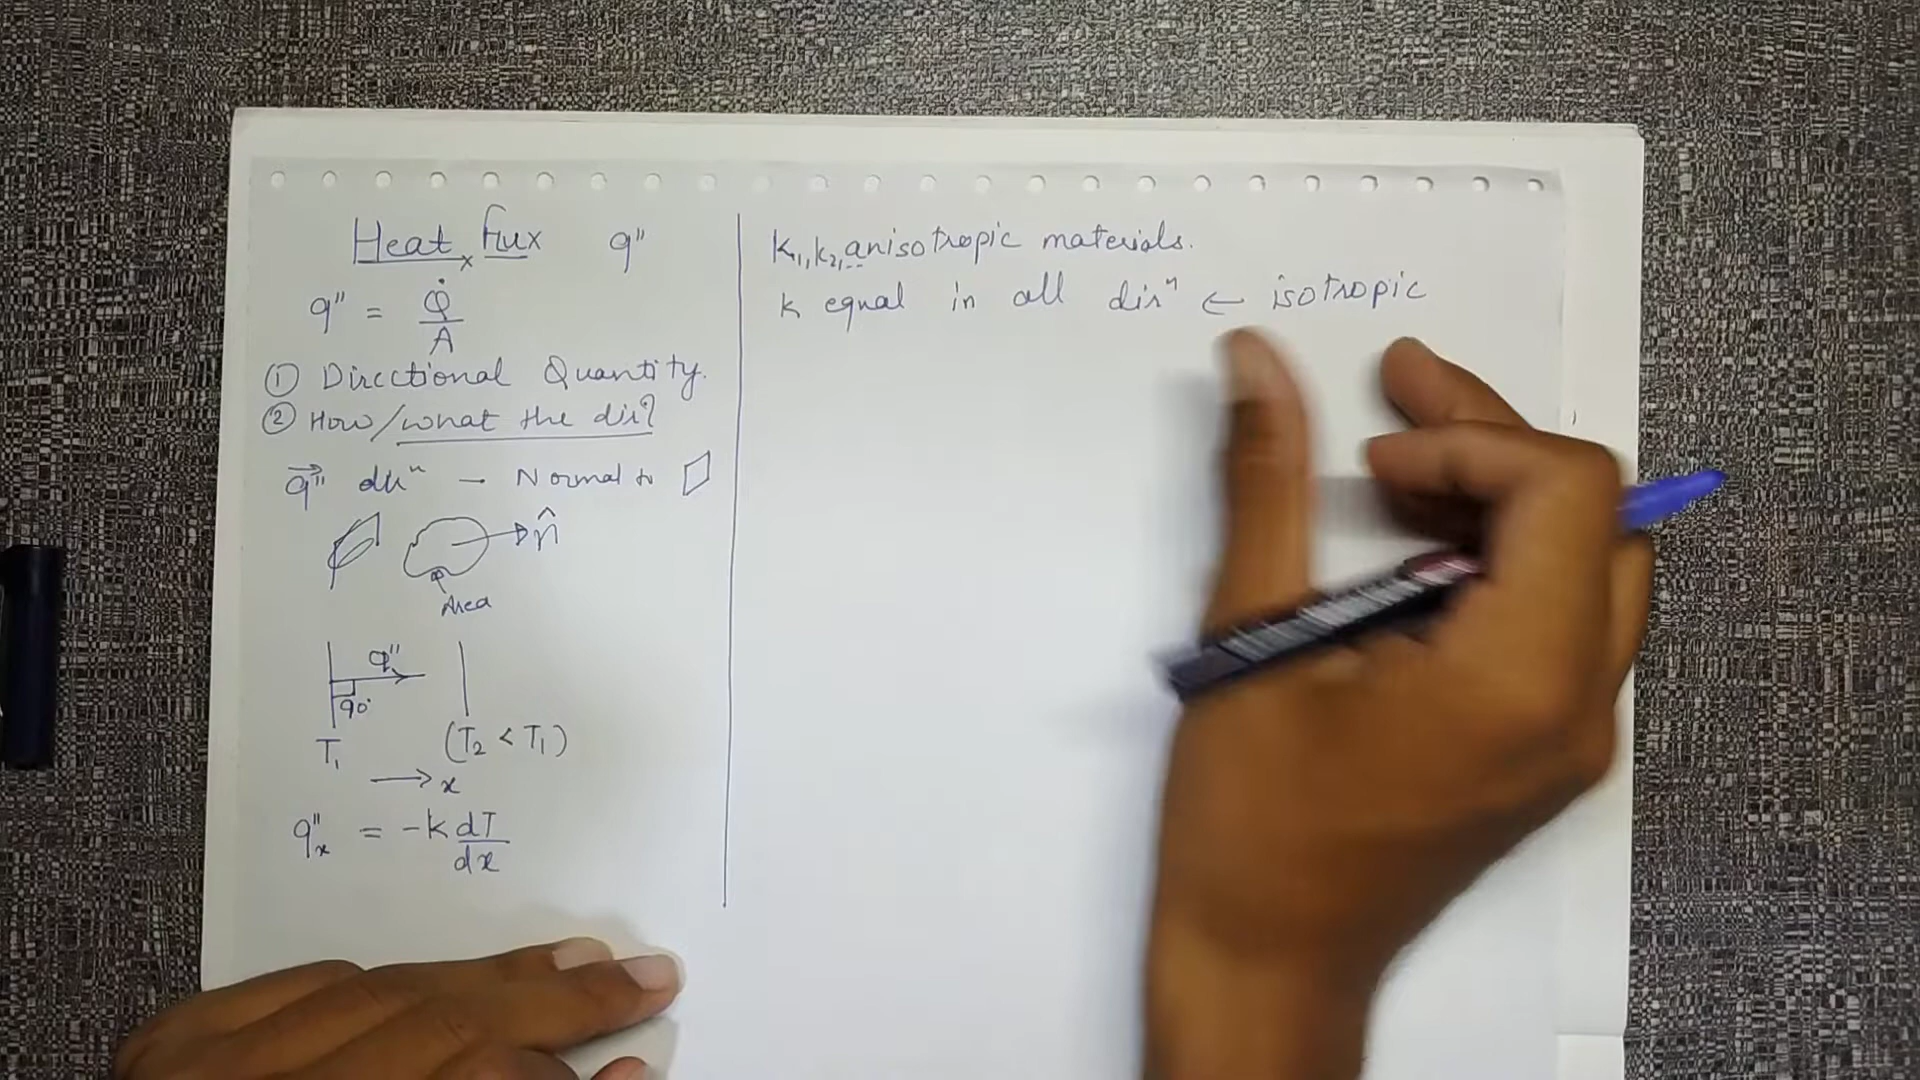 Heat flux q"
q" = Q̇/A
① Directional Quantity.
② How/what the dir?
q⃗" dirⁿ - Normal to
n̂
Area
q"
90°
T₁ (T₂ < T₁)
→ x
q"ₓ = -k dT/dx
K₁, k₂, anisotropic materials.
k equal in all dirⁿ ← isotropic